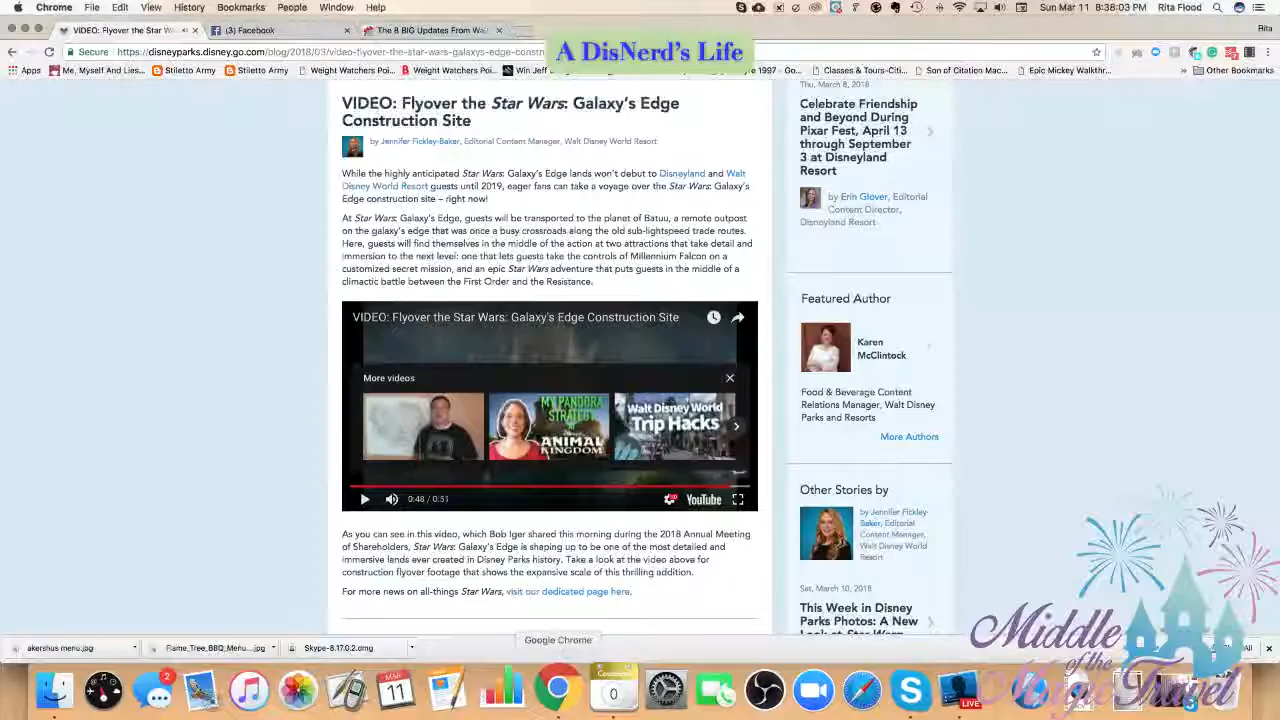 Chrome File Edit View History Bookmarks People Window Help
Sun Mar 11 8:38:03 PM Rita Flood
VIDEO: Flyover the Star Wars:
(3) Facebook
The 8 BIG Updates From Wal
Rita
Secure https://disneyparks.disney.go.com/blog/2018/03/video-flyover-the-star-wars-galaxys-edge-constr
A DisNerd's Life
Apps
Me, Myself and Lies...
Stiletto Army
Stiletto Army
Weight Watchers Poi...
Weight Watchers Poi...
Classes & Tours-Citi...
Son of Citation Mac...
Epic Mickey Walkthr...
Other Bookmarks
VIDEO: Flyover the Star Wars: Galaxy's Edge
Construction Site
by Jennifer Fickley-Baker, Editorial Content Manager, Walt Disney World Resort
While the highly anticipated Star Wars: Galaxy's Edge lands won't debut to Disneyland and Walt
Disney World Resort guests until 2019, eager fans can take a voyage over the Star Wars: Galaxy's
Edge construction site – right now!
At Star Wars: Galaxy's Edge, guests will be transported to the planet of Batuu, a remote outpost
on the galaxy's edge that was once a busy crossroads along the old sub-lightspeed trade routes.
Here, guests will find themselves in the middle of the action at two attractions that take detail and
immersion to the next level: one that lets guests take the controls of Millennium Falcon on a
customized secret mission, and an epic Star Wars adventure that puts guests in the middle of a
climactic battle between the First Order and the Resistance.
VIDEO: Flyover the Star Wars: Galaxy's Edge Construction Site
More videos
MY PANDORA
STRATEGY
ANIMAL
KINGDOM
Walt Disney World
Trip Hacks
0:48 / 0:51
YouTube
As you can see in this video, which Bob Iger shared this morning during the 2018 Annual Meeting
of Shareholders, Star Wars: Galaxy's Edge is shaping up to be one of the most detailed and
immersive lands ever created in Disney Parks history. Take a look at the video above for
construction flyover footage that shows the expansive scale of this thrilling addition.
For more news on all-things Star Wars, visit our dedicated page here.
Thu, March 8, 2018
Celebrate Friendship
and Beyond During
Pixar Fest, April 13
through September
3 at Disneyland
Resort
by Erin Glover, Editorial
Content Director,
Disneyland Resort
Featured Author
Karen
McClintock
Food & Beverage Content
Relations Manager, Walt Disney
Parks and Resorts
More Authors
Other Stories by
by Jennifer Fickley-
Baker, Editorial
Content Manager,
Walt Disney World
Resort
Sat, March 10, 2018
This Week in Disney
Parks Photos: A New
Look at Star Wars:
Google Chrome
akershus menu.jpg
Flame_Tree_BBQ_Menu....jpg
Skype-8.17.0.2.dmg
2
MAR
11
0
LIVE
Middle
of the
Magic Travel